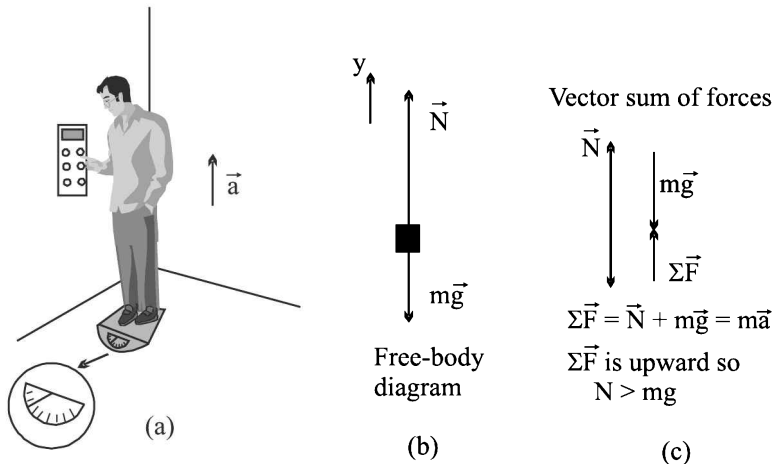 a⃗
(a)
y
N⃗
mg⃗
Free-body
diagram
(b)
Vector sum of forces
N⃗
mg⃗
ΣF⃗
ΣF⃗ = N⃗ + mg⃗ = ma⃗
ΣF⃗ is upward so
N > mg
(c)